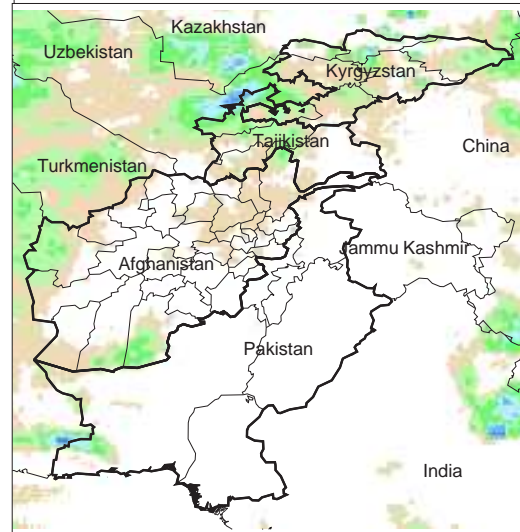 Kazakhstan
Uzbekistan
Kyrgyzstan
Tajikistan
China
Turkmenistan
Jammu Kashmir
Afghanistan
Pakistan
India